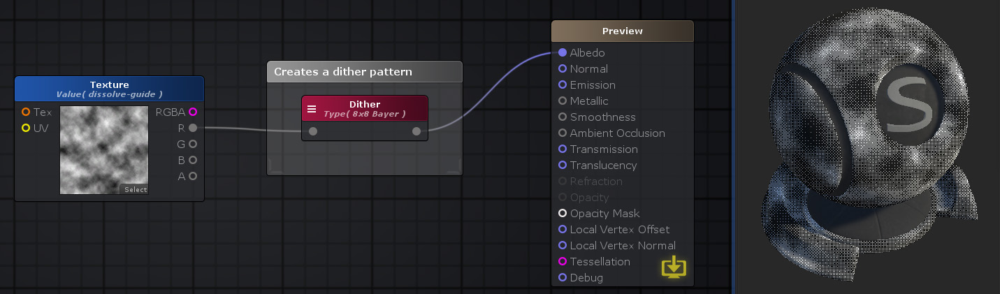 Texture
Value( dissolve-guide )
Tex
UV
RGBA
R
G
B
A
Select
Creates a dither pattern
Dither
Type( 8x8 Bayer )
Preview
Albedo
Normal
Emission
Metallic
Smoothness
Ambient Occlusion
Transmission
Translucency
Refraction
Opacity
Opacity Mask
Local Vertex Offset
Local Vertex Normal
Tessellation
Debug
S